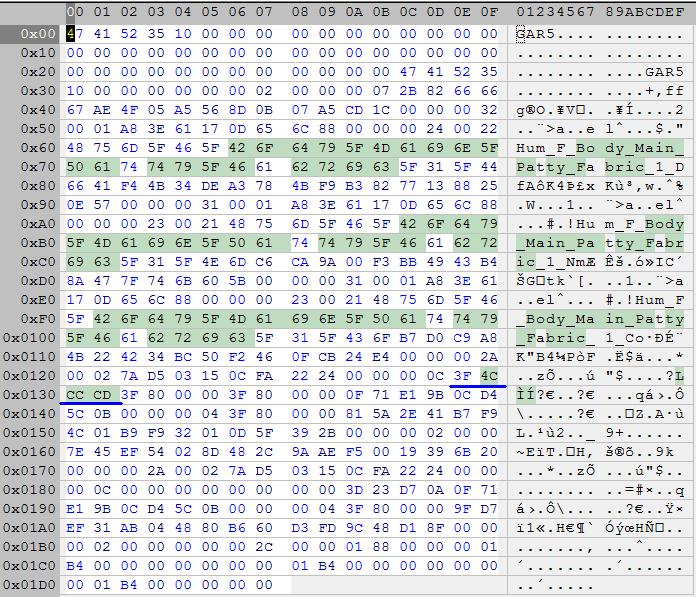 00 01 02 03 04 05 06 07 08 09 0A 0B 0C 0D 0E 0F 01234567 89ABCDEF
0x00 47 41 52 35 10 00 00 00 00 00 00 00 00 00 00 00 GAR5............
0x10 00 00 00 00 00 00 00 00 00 00 00 00 00 00 00 00 ................
0x20 00 00 00 00 00 00 00 00 00 00 00 00 47 41 52 35 ............GAR5
0x30 10 00 00 00 00 02 00 00 00 07 2B 82 66 66 ..........+,ff
0x40 67 AE 4F 05 A5 56 8D 0B 07 A5 CD 1C 00 00 00 32 g®O.¥V□..¥Í....2
0x50 00 01 A8 3E 61 17 0D 65 6C 88 00 00 00 24 00 22 ..¨>a..elˆ...$."
0x60 48 75 6D 5F 46 5F 42 6F 64 79 5F 4D 61 69 6E 5F Hum_F_Body_Main_
0x70 50 61 74 74 79 5F 46 61 62 72 69 63 5F 31 5F 44 Patty_Fabric_1_D
0x80 66 41 F4 4B 34 DE A3 78 4B F9 B3 82 77 13 88 25 fAôK4Þ£xKù³‚w.ˆ%
0x90 0E 57 00 00 00 31 00 01 A8 3E 61 17 0D 65 6C 88 .W...1..¨>a..elˆ
0xA0 00 00 00 23 00 21 48 75 6D 5F 46 5F 42 6F 64 79 ...#.!Hum_F_Body
0xB0 5F 4D 61 69 6E 5F 50 61 74 74 79 5F 46 61 62 72 _Main_Patty_Fabr
0xC0 69 63 5F 31 5F 4E 6D C6 CA 9A 00 F3 BB 49 43 B4 ic_1_NmÆÊš.ó»IC´
0xD0 8A 47 7F 74 6B 60 5B 00 00 00 31 00 01 A8 3E 61 ŠG□tk`[...1..¨>a
0xE0 17 0D 65 6C 88 00 00 00 23 00 21 48 75 6D 5F 46 ..elˆ...#.!Hum_F
0xF0 5F 42 6F 64 79 5F 4D 61 69 6E 5F 50 61 74 74 79 _Body_Main_Patty
0x0100 5F 46 61 62 72 69 63 5F 31 5F 43 6F B7 D0 C9 A8 _Fabric_1_Co·ÐÉ¨
0x0110 4B 22 42 34 BC 50 F2 46 0F CB 24 E4 00 00 00 2A K"B4¼PòF.Ë$ä...*
0x0120 00 02 7A D5 03 15 0C FA 22 24 00 00 00 0C 3F 4C ..zÕ...ú"$....?L
0x0130 CC CD 3F 80 00 00 3F 80 00 00 0F 71 E1 9B 0C D4 ÌÍ?€..?€...qá›.Ô
0x0140 5C 0B 00 00 00 04 3F 80 00 00 81 5A 2E 41 B7 F9 \.....?€..□Z.A·ù
0x0150 4C 01 B9 F9 32 01 0D 5F 39 2B 00 00 00 02 00 00 L.¹ù2.._9+......
0x0160 7E 45 EF 54 02 8D 48 2C 9A AE F5 00 19 39 6B 20 ~EïT.□H,š®õ..9k
0x0170 00 00 00 2A 00 02 7A D5 03 15 0C FA 22 24 00 00 ...*..zÕ...ú"$..
0x0180 00 0C 00 00 00 00 00 00 00 00 3D 23 D7 0A 0F 71 ..........=#×..q
0x0190 E1 9B 0C D4 5C 0B 00 00 00 04 3F 80 00 00 9F D7 á›.Ô\.....?€..Ÿ×
0x01A0 EF 31 AB 04 48 80 B6 60 D3 FD 9C 48 D1 8F 00 00 ï1«.H€¶`ÓýœHÑ□..
0x01B0 00 02 00 00 00 00 2C 00 00 01 88 00 00 00 01 ......,...ˆ....
0x01C0 B4 00 00 00 00 00 00 01 B4 00 00 00 00 00 00 ´.......´......
0x01D0 00 01 B4 00 00 00 00 00 ..´.....